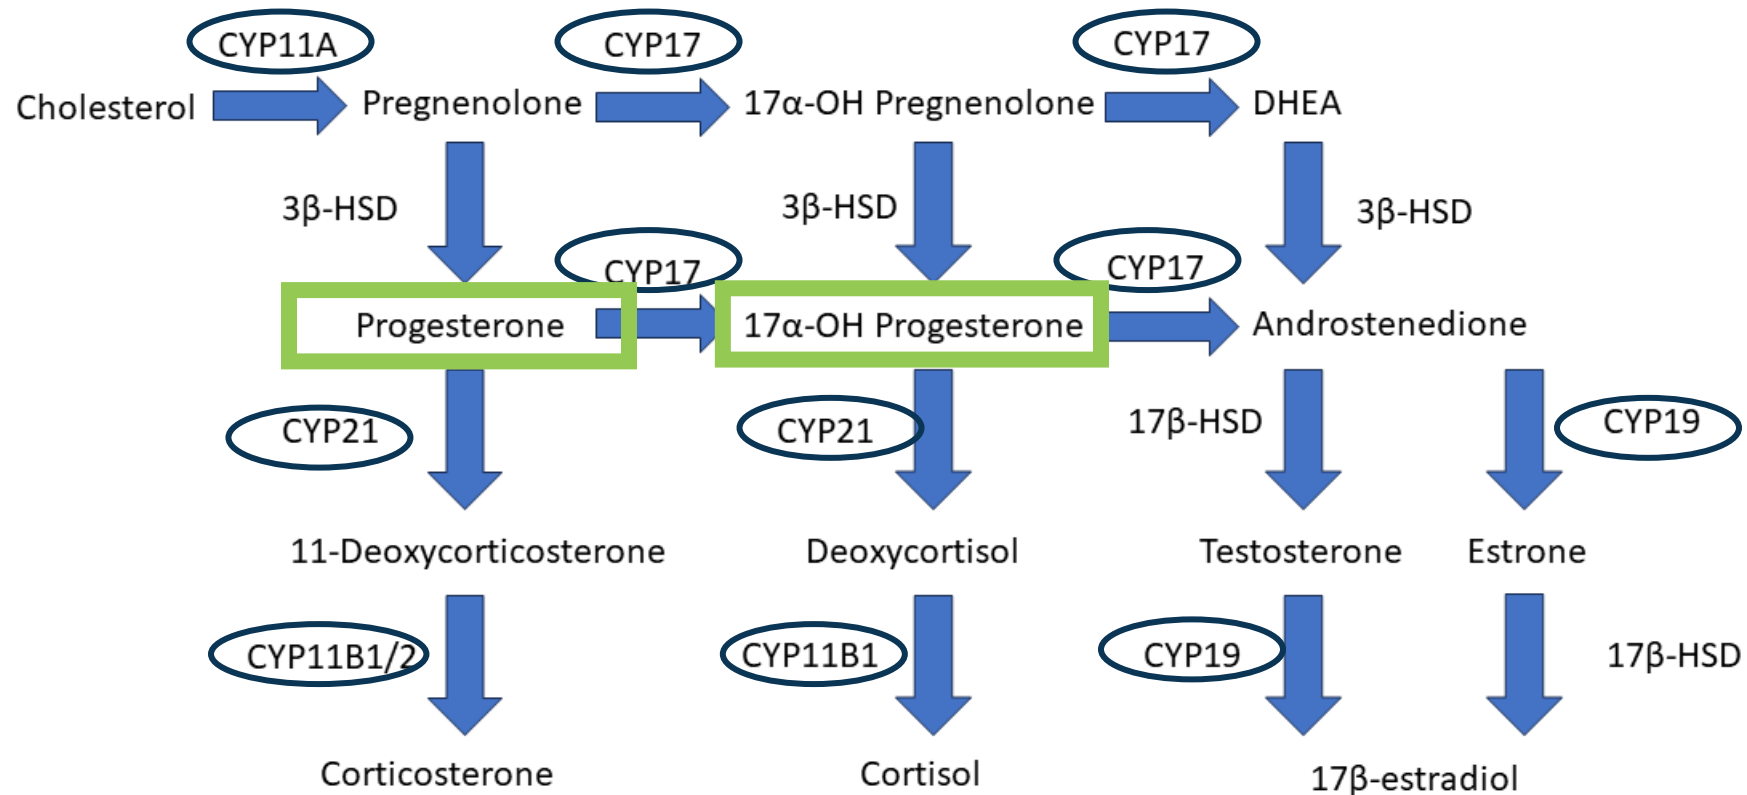 CYP11A
CYP17
CYP17
Cholesterol
Pregnenolone
17α-OH Pregnenolone
DHEA
3β-HSD
3β-HSD
3β-HSD
CYP17
CYP17
Progesterone
17α-OH Progesterone
Androstenedione
CYP21
CYP21
17β-HSD
CYP19
11-Deoxycorticosterone
Deoxycortisol
Testosterone
Estrone
CYP11B1/2
CYP11B1
CYP19
17β-HSD
Corticosterone
Cortisol
17β-estradiol